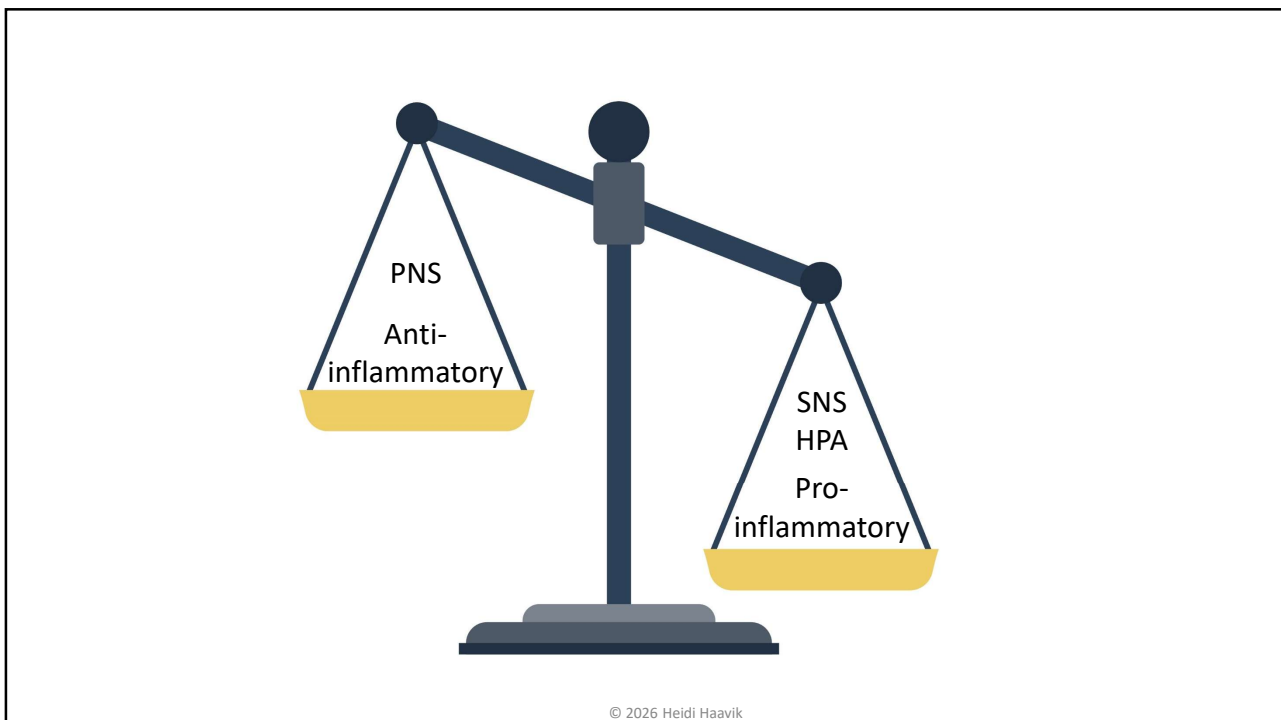 PNS
Anti-
inflammatory
SNS
HPA
Pro-
inflammatory
© 2026 Heidi Haavik